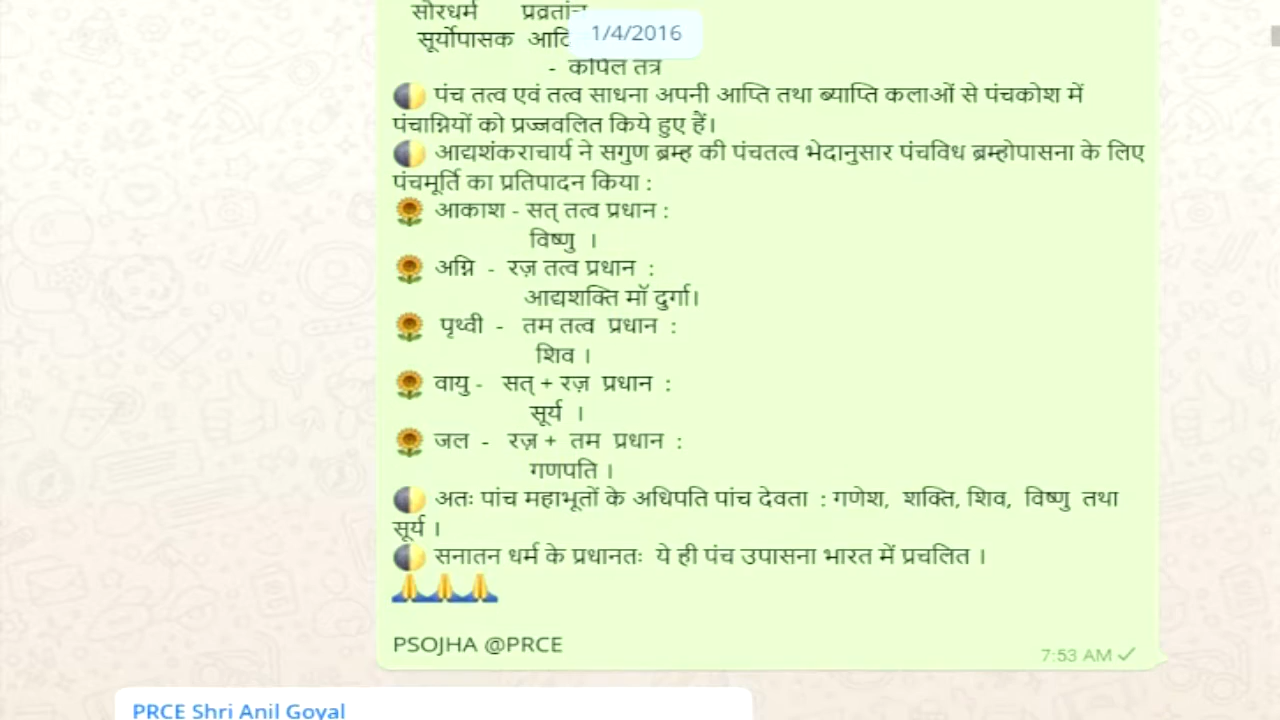 सौरधर्म प्रव्रतांच
1/4/2016
सूर्योपासक
- कपिल तंत्र
🌓 पंच तत्व एवं तत्व साधना अपनी आप्ति तथा ब्याप्ति कलाओं से पंचकोश में
पंचाग्नियों को प्रज्जवलित किये हुए हैं।
🌓 आद्यशंकराचार्य ने सगुण ब्रम्ह की पंचतत्व भेदानुसार पंचविध ब्रम्होपासना के लिए
पंचमूर्ति का प्रतिपादन किया :
🌻 आकाश - सत् तत्व प्रधान :
विष्णु ।
🌻 अग्नि - रज़ तत्व प्रधान :
आद्यशक्ति माँ दुर्गा।
🌻 पृथ्वी - तम तत्व प्रधान :
शिव ।
🌻 वायु - सत् + रज़ प्रधान :
सूर्य ।
🌻 जल - रज़ + तम प्रधान :
गणपति ।
🌓 अतः पांच महाभूतों के अधिपति पांच देवता : गणेश, शक्ति, शिव, विष्णु तथा
सूर्य ।
🌓 सनातन धर्म के प्रधानतः ये ही पंच उपासना भारत में प्रचलित ।
🙏🙏🙏
PSOJHA @PRCE
7:53 AM ✓
PRCE Shri Anil Goyal